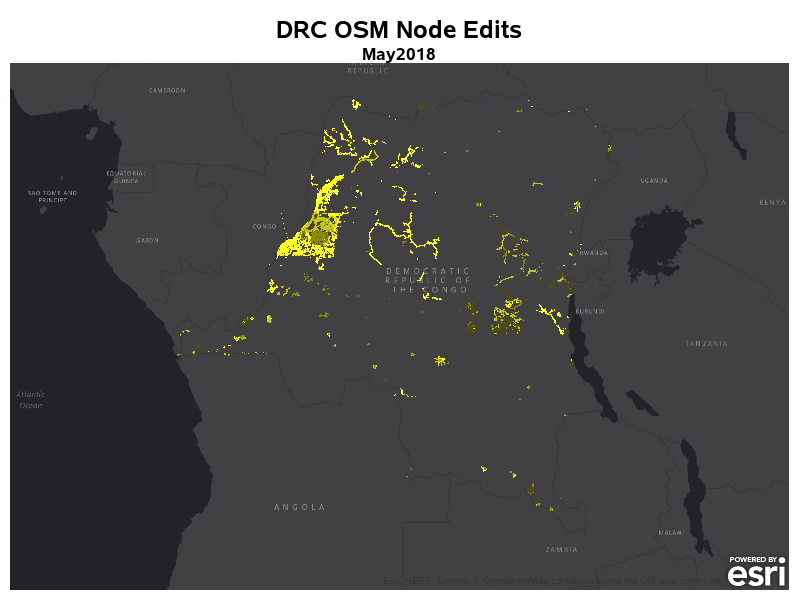 DRC OSM Node Edits
May2018
REPUBLIC
CAMEROON
EQUATORIAL
GUINEA
SAO TOME AND
PRINCIPE
UGANDA
KENYA
CONGO
GABON
RWANDA
DEMOCRATIC
REPUBLIC OF
THE CONGO
BURUNDI
TANZANIA
Atlantic
Ocean
ANGOLA
MALAWI
ZAMBIA
POWERED BY
esri
Esri, HERE, Garmin, © OpenStreetMap contributors, and the GIS user